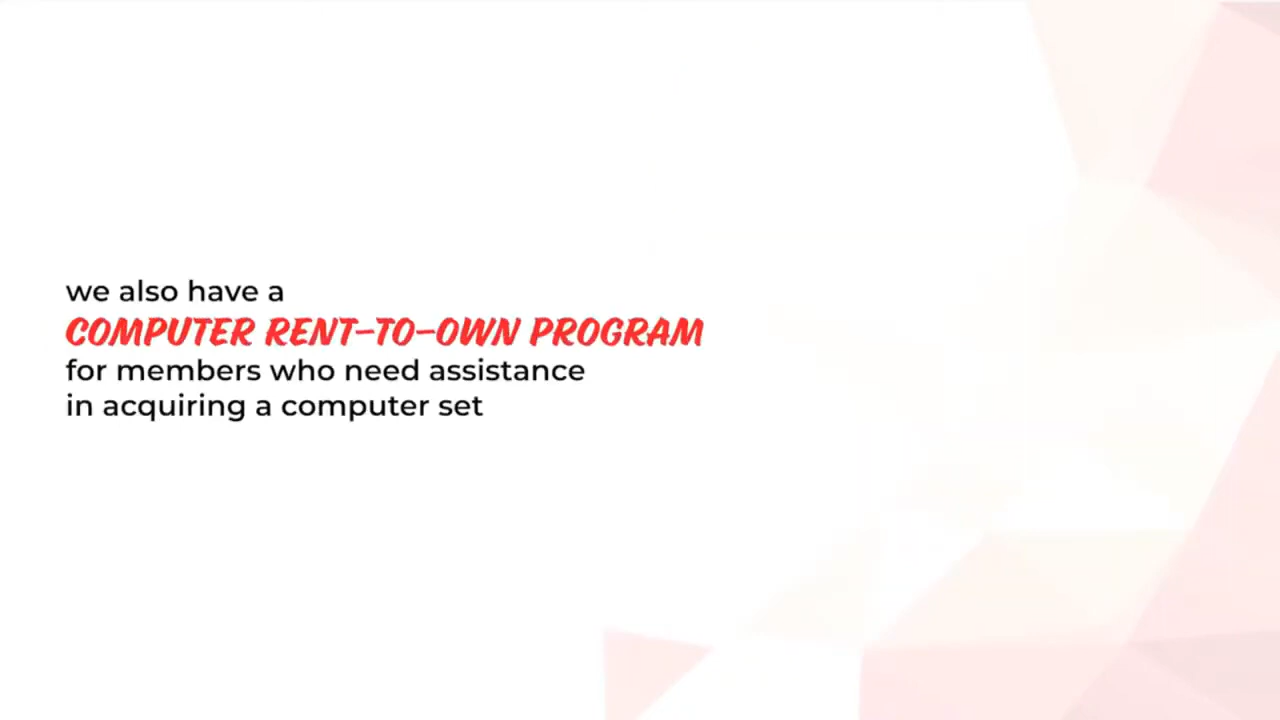 we also have a
COMPUTER RENT-TO-OWN PROGRAM
for members who need assistance
in acquiring a computer set